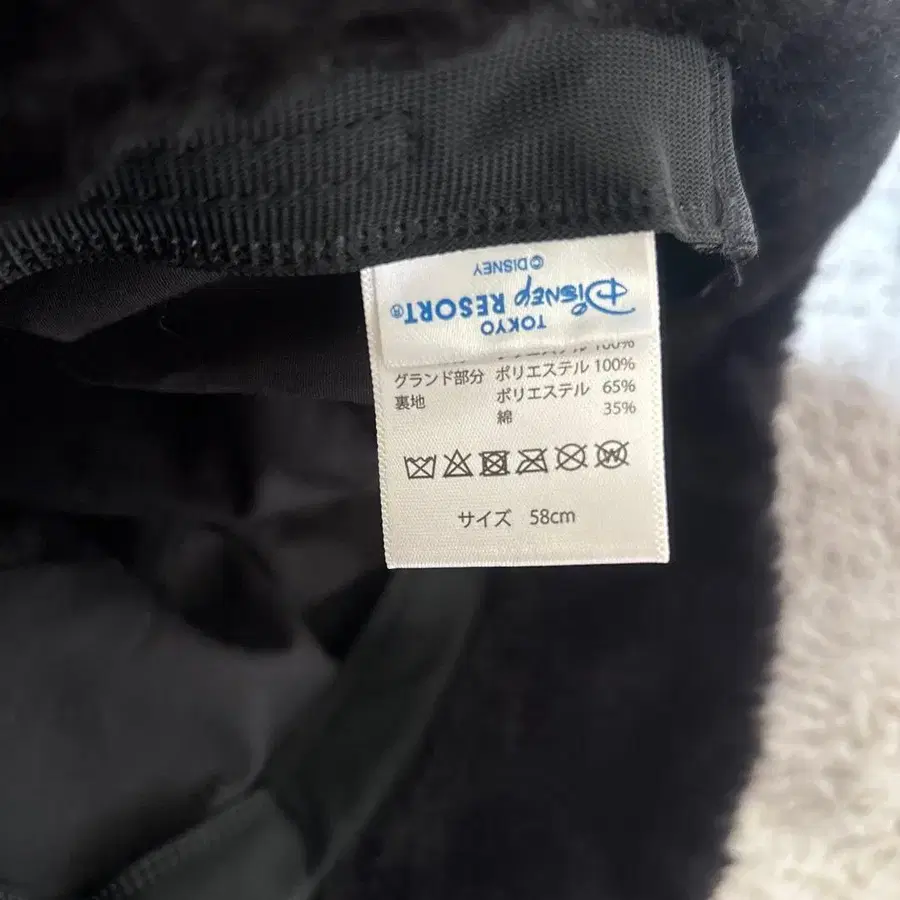 TOKYO
DISNEY RESORT®
©DISNEY
100%
グランド部分 ポリエステル 100%
裏地 ポリエステル 65%
綿 35%
サイズ 58cm